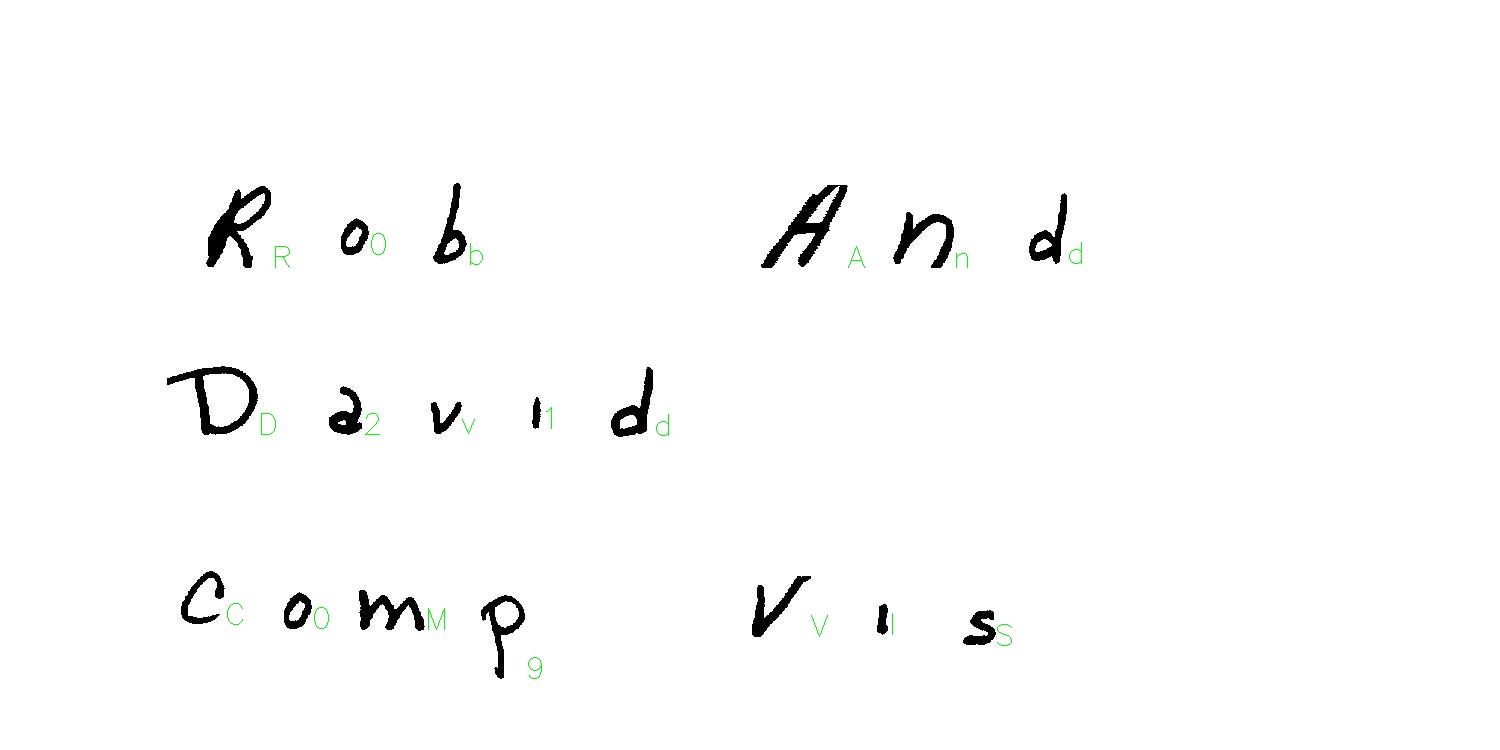 R R o 0 b b A A n n d d
D D a 2 v v ı 1 d d
C C o 0 m M p 9 V V ı l s S